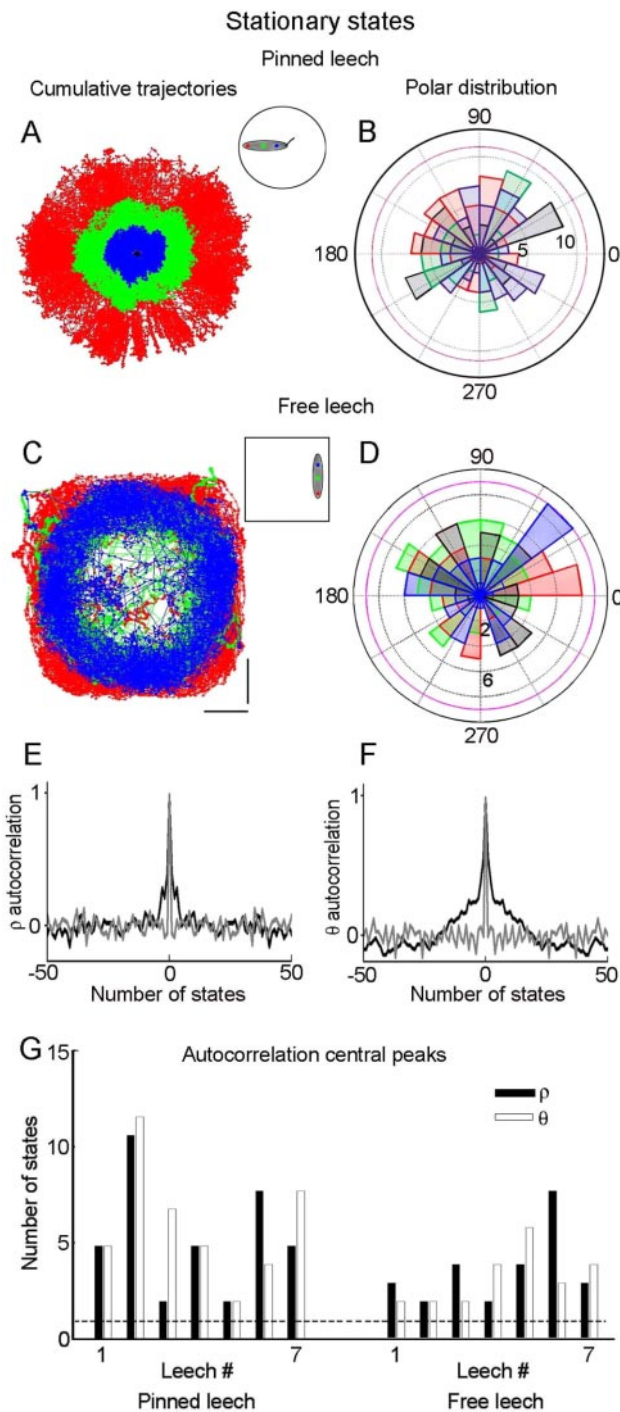 Stationary states
Pinned leech
Cumulative trajectories
Polar distribution
A
B
90
180
5
10
0
270
Free leech
C
D
90
180
0
2
6
270
E
F
1
ρ autocorrelation
0
-50
0
50
Number of states
1
θ autocorrelation
0
-50
0
50
Number of states
G
Autocorrelation central peaks
15
10
5
0
Number of states
ρ
θ
1
7
1
7
Leech #
Leech #
Pinned leech
Free leech